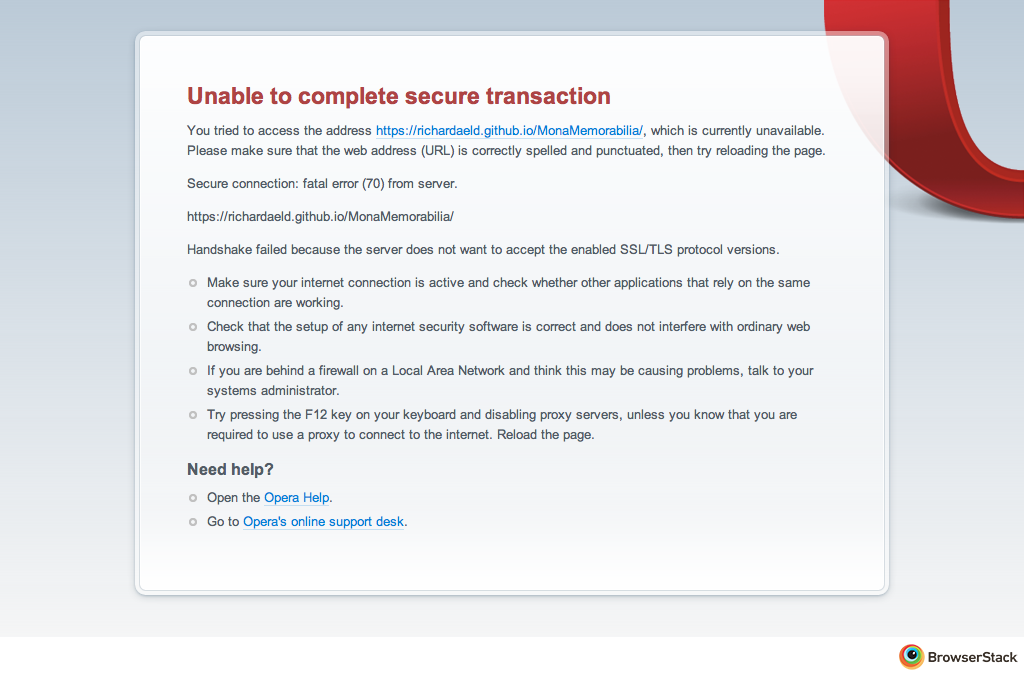 Unable to complete secure transaction
You tried to access the address https://richardaeld.github.io/MonaMemorabilia/, which is currently unavailable.
Please make sure that the web address (URL) is correctly spelled and punctuated, then try reloading the page.
Secure connection: fatal error (70) from server.
https://richardaeld.github.io/MonaMemorabilia/
Handshake failed because the server does not want to accept the enabled SSL/TLS protocol versions.
Make sure your internet connection is active and check whether other applications that rely on the same
connection are working.
Check that the setup of any internet security software is correct and does not interfere with ordinary web
browsing.
If you are behind a firewall on a Local Area Network and think this may be causing problems, talk to your
systems administrator.
Try pressing the F12 key on your keyboard and disabling proxy servers, unless you know that you are
required to use a proxy to connect to the internet. Reload the page.
Need help?
Open the Opera Help.
Go to Opera's online support desk.
BrowserStack